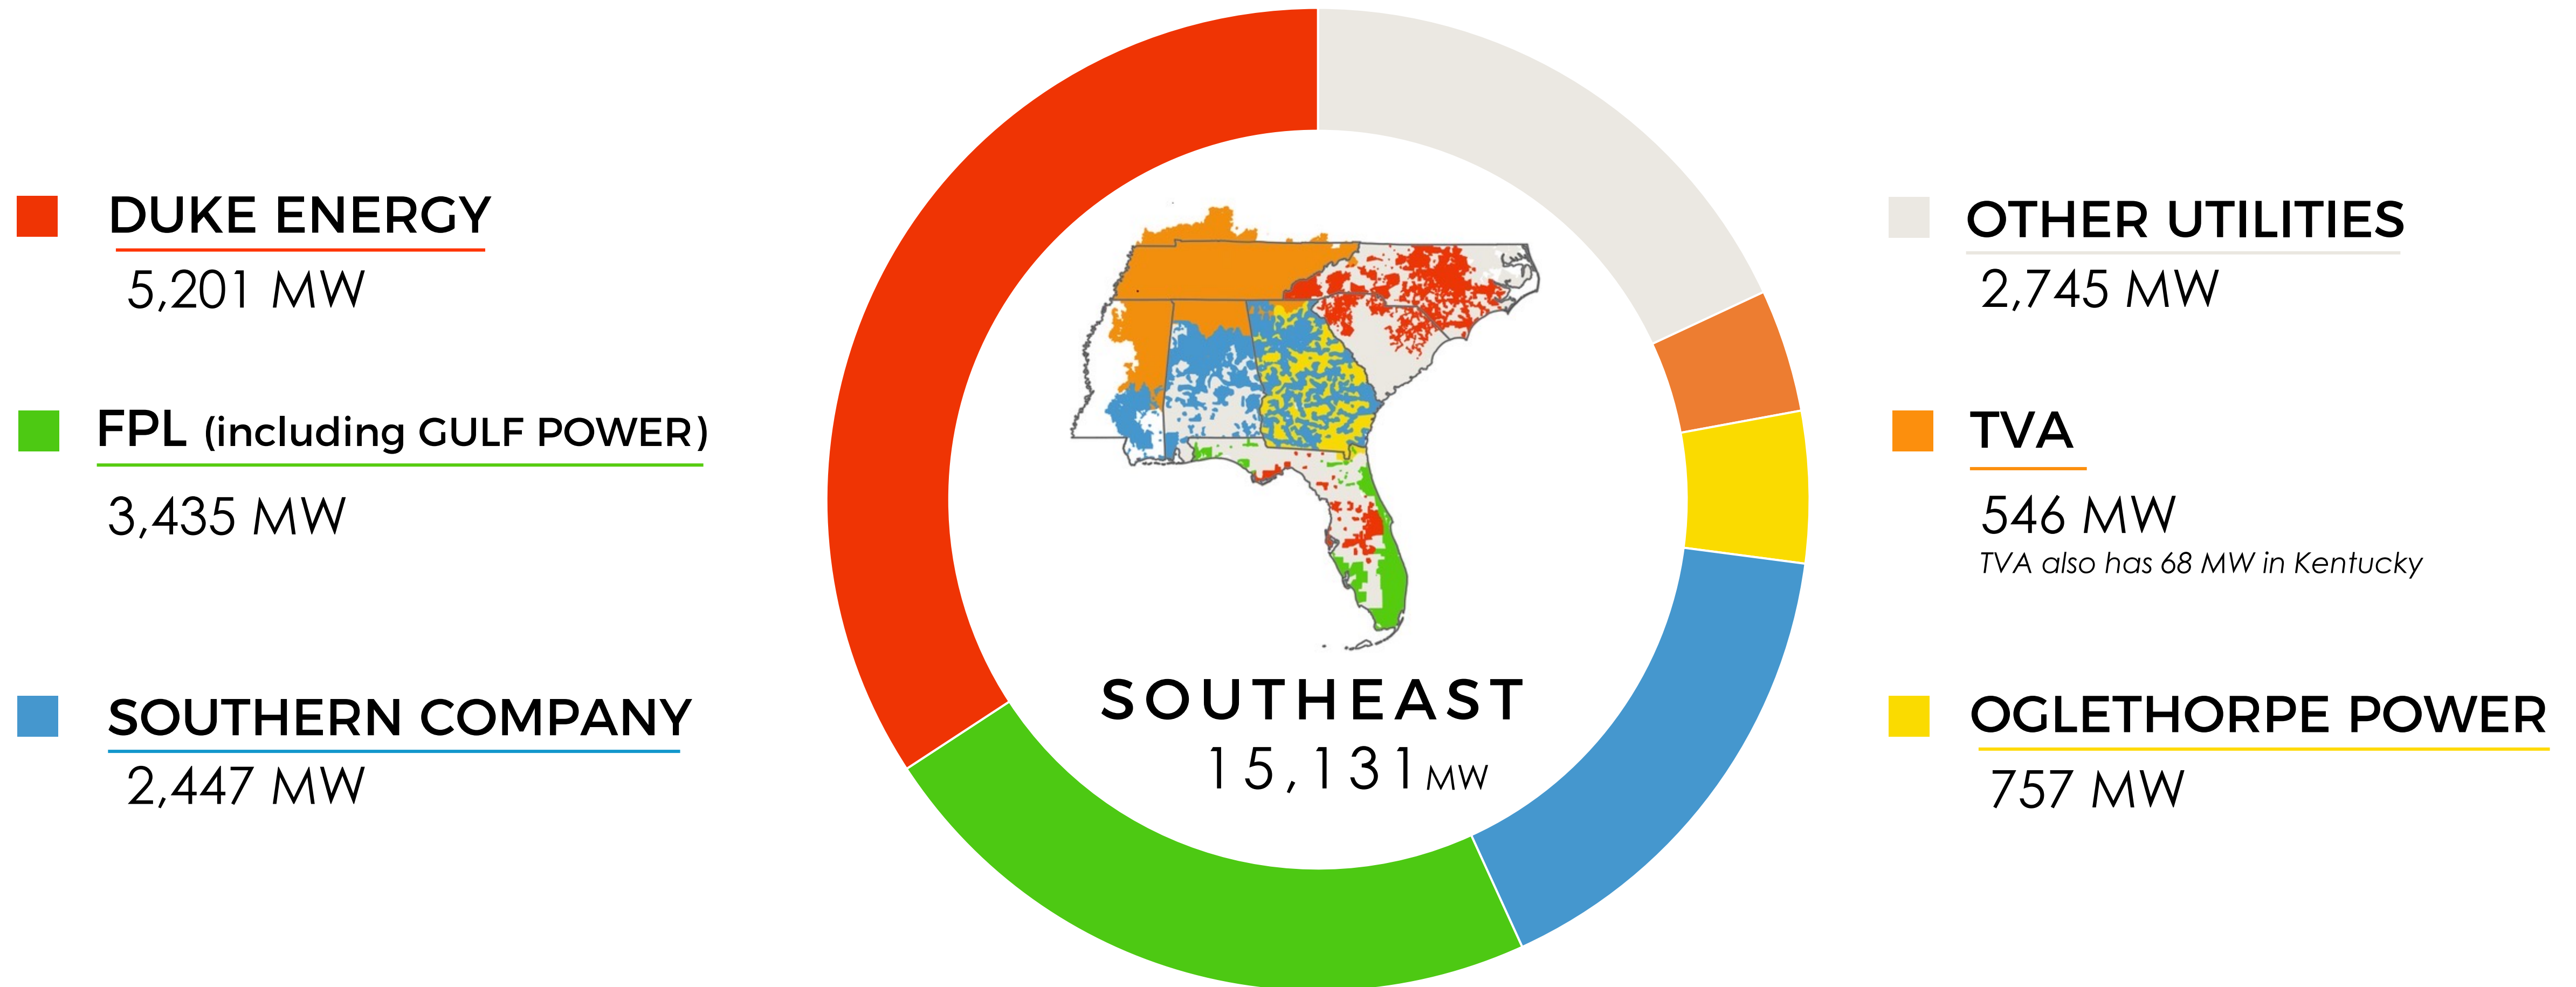 DUKE ENERGY
5,201 MW
FPL (including GULF POWER)
3,435 MW
SOUTHERN COMPANY
2,447 MW
SOUTHEAST
15,131 MW
OTHER UTILITIES
2,745 MW
TVA
546 MW
TVA also has 68 MW in Kentucky
OGLETHORPE POWER
757 MW